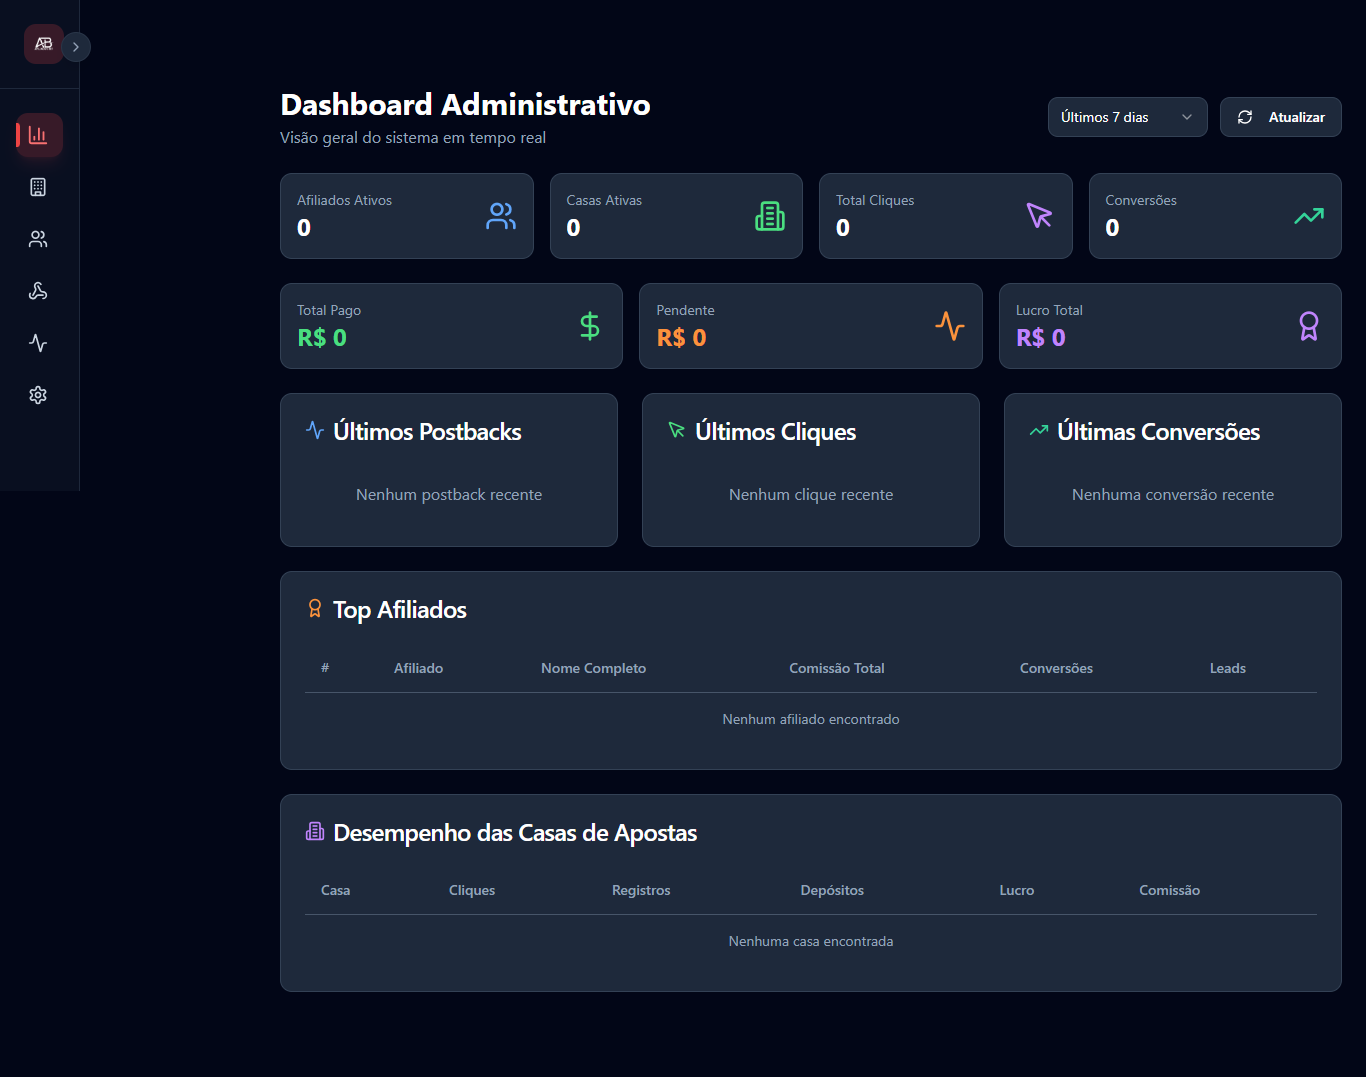 AB
Dashboard Administrativo
Visão geral do sistema em tempo real
Últimos 7 dias
Atualizar
Afiliados Ativos
0
Casas Ativas
0
Total Cliques
0
Conversões
0
Total Pago
R$ 0
Pendente
R$ 0
Lucro Total
R$ 0
Últimos Postbacks
Nenhum postback recente
Últimos Cliques
Nenhum clique recente
Últimas Conversões
Nenhuma conversão recente
Top Afiliados
# Afiliado Nome Completo Comissão Total Conversões Leads
Nenhum afiliado encontrado
Desempenho das Casas de Apostas
Casa Cliques Registros Depósitos Lucro Comissão
Nenhuma casa encontrada